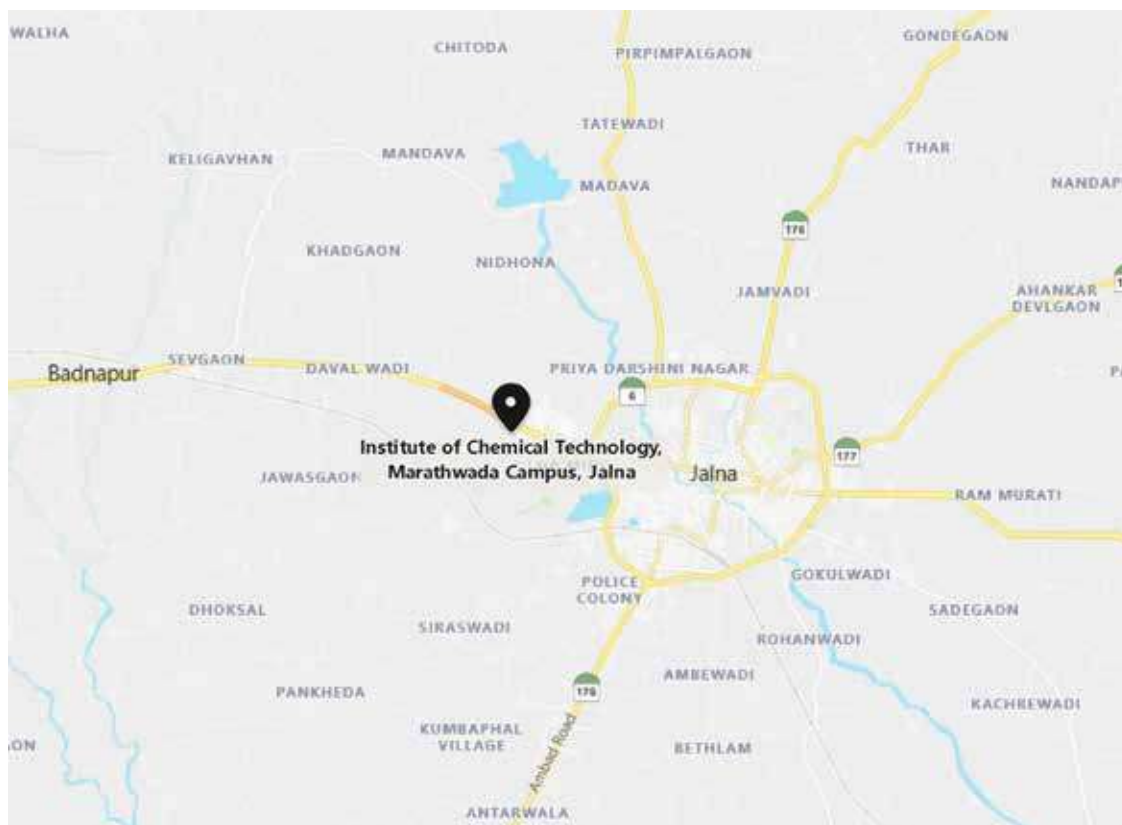 WALHA
CHITODA
GONDEGAON
PIRPIMPALGAON
TATEWADI
KELIGAVHAN
MANDAVA
THAR
MADAVA
176
KHADGAON
NIDHONA
JAMVADI
AHANKAR
DEVLGAON
SEVGAON
Badnapur
DAVAL WADI
PRIYA DARSHINI NAGAR
6
Institute of Chemical Technology,
Marathwada Campus, Jalna
177
JAWASGAON
Jalna
RAM MURATI
POLICE
COLONY
GOKULWADI
DHOKSAL
SADEGAON
SIRASWADI
ROHANWADI
AMBEWADI
176
PANKHEDA
KACHREWADI
KUMBAPHAL
VILLAGE
Ambad Road
BETHLAM
ANTARWALA